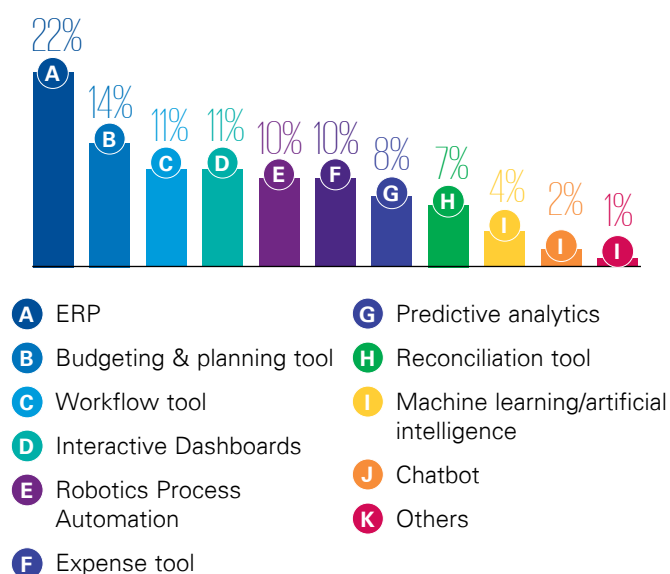 22%
A
14%
B
11%
C
11%
D
10%
E
10%
F
8%
G
7%
H
4%
I
2%
I
1%
I
A ERP
B Budgeting & planning tool
C Workflow tool
D Interactive Dashboards
E Robotics Process
Automation
F Expense tool
G Predictive analytics
H Reconciliation tool
I Machine learning/artificial
intelligence
J Chatbot
K Others